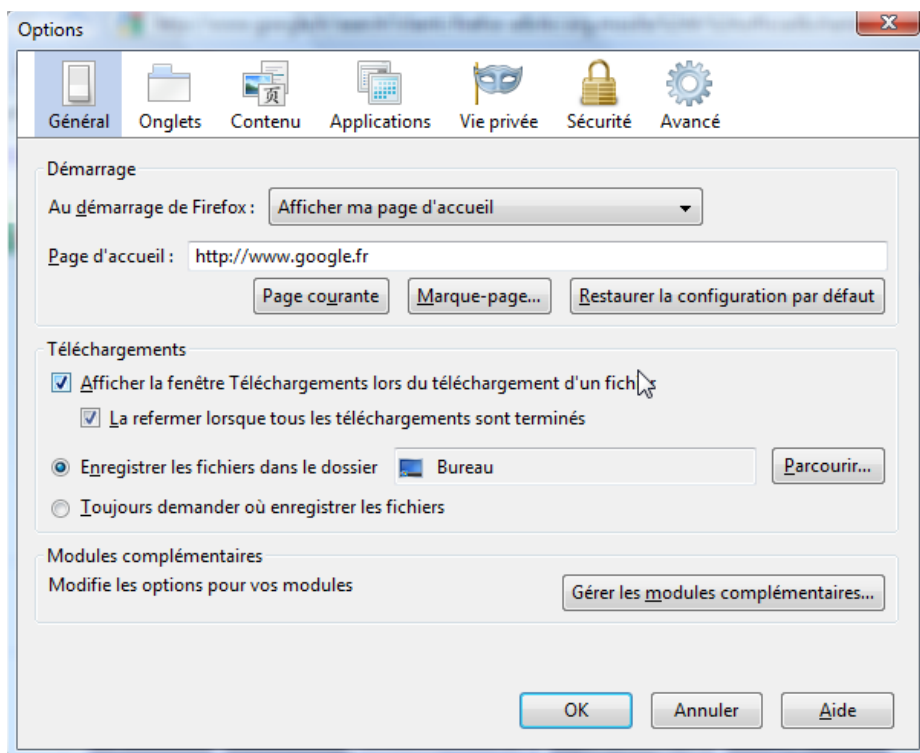 Options
Général Onglets Contenu Applications Vie privée Sécurité Avancé
Démarrage
Au démarrage de Firefox : Afficher ma page d'accueil
Page d'accueil : http://www.google.fr
Page courante Marque-page... Restaurer la configuration par défaut
Téléchargements
Afficher la fenêtre Téléchargements lors du téléchargement d'un fichier
La refermer lorsque tous les téléchargements sont terminés
Enregistrer les fichiers dans le dossier Bureau Parcourir...
Toujours demander où enregistrer les fichiers
Modules complémentaires
Modifie les options pour vos modules
Gérer les modules complémentaires...
OK Annuler Aide